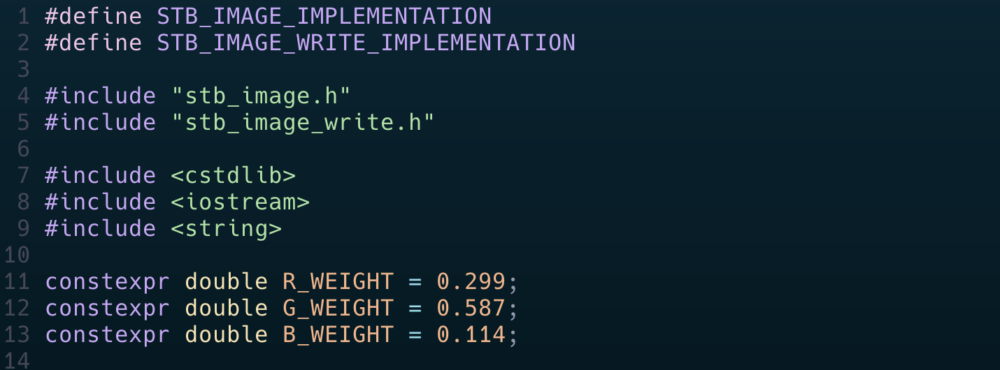 1 #define STB_IMAGE_IMPLEMENTATION
2 #define STB_IMAGE_WRITE_IMPLEMENTATION
3
4 #include "stb_image.h"
5 #include "stb_image_write.h"
6
7 #include <cstdlib>
8 #include <iostream>
9 #include <string>
10
11 constexpr double R_WEIGHT = 0.299;
12 constexpr double G_WEIGHT = 0.587;
13 constexpr double B_WEIGHT = 0.114;
14